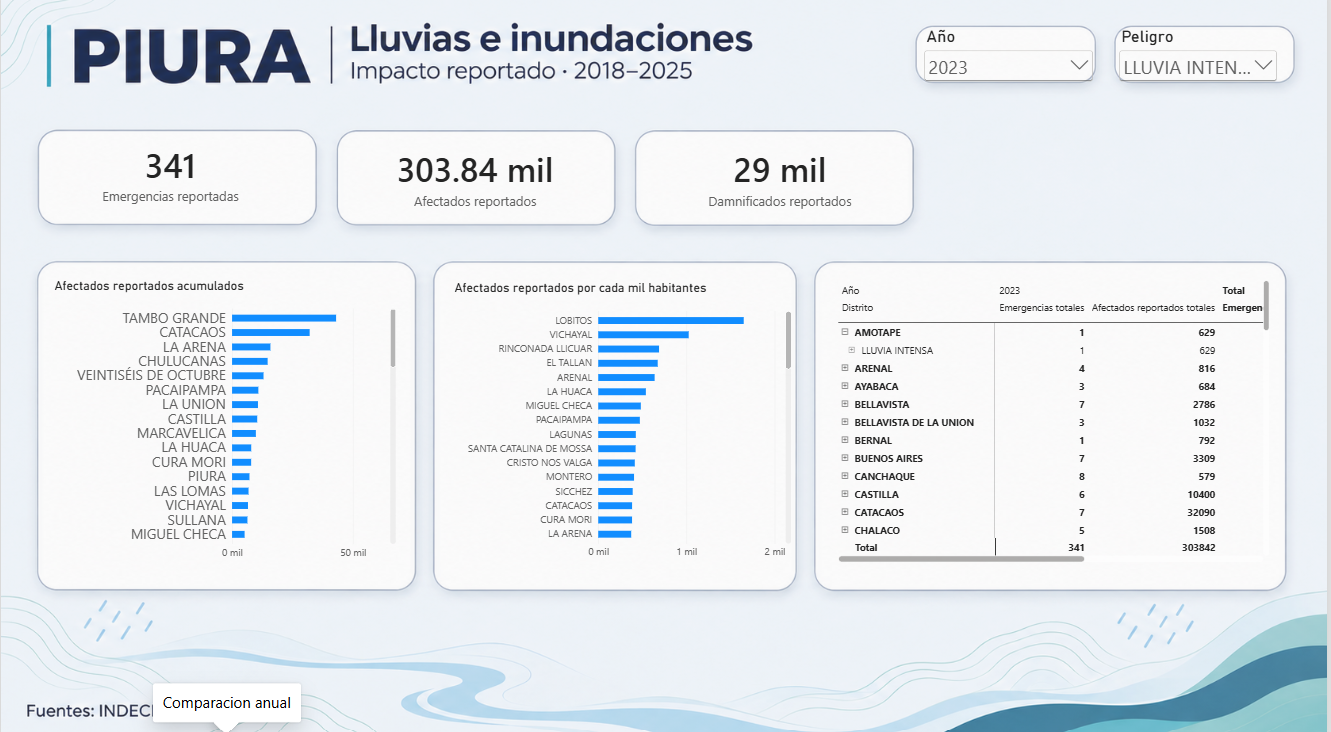 PIURA
Lluvias e inundaciones
Impacto reportado · 2018–2025
Año
2023
Peligro
LLUVIA INTEN...
341
Emergencias reportadas
303.84 mil
Afectados reportados
29 mil
Damnificados reportados
Afectados reportados acumulados
TAMBO GRANDE
CATACAOS
LA ARENA
CHULUCANAS
VEINTISÉIS DE OCTUBRE
PACAIPAMPA
LA UNION
CASTILLA
MARCAVELICA
LA HUACA
CURA MORI
PIURA
LAS LOMAS
VICHAYAL
SULLANA
MIGUEL CHECA
0 mil 50 mil
Afectados reportados por cada mil habitantes
LOBITOS
VICHAYAL
RINCONADA LLICUAR
EL TALLAN
ARENAL
LA HUACA
MIGUEL CHECA
PACAIPAMPA
LAGUNAS
SANTA CATALINA DE MOSSA
CRISTO NOS VALGA
MONTERO
SICCHEZ
CATACAOS
CURA MORI
LA ARENA
0 mil 1 mil 2 mil
Año 2023 Total
Distrito Emergencias totales Afectados reportados totales Emergen
AMOTAPE 1 629
LLUVIA INTENSA 1 629
ARENAL 4 816
AYABACA 3 684
BELLAVISTA 7 2786
BELLAVISTA DE LA UNION 3 1032
BERNAL 1 792
BUENOS AIRES 7 3309
CANCHAQUE 8 579
CASTILLA 6 10400
CATACAOS 7 32090
CHALACO 5 1508
Total 341 303842
Fuentes: INDECI
Comparacion anual